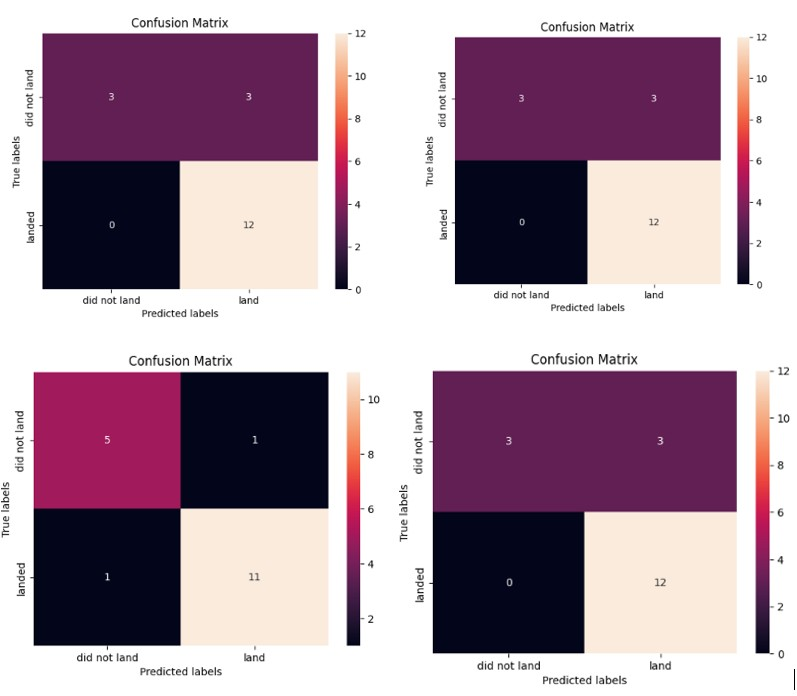 Confusion Matrix
did not land
landed
True labels
3 3
0 12
did not land land
Predicted labels
12
10
8
6
4
2
0
Confusion Matrix
did not land
landed
True labels
3 3
0 12
did not land land
Predicted labels
12
10
8
6
4
2
0
Confusion Matrix
did not land
landed
True labels
5 1
1 11
did not land land
Predicted labels
10
8
6
4
2
Confusion Matrix
did not land
landed
True labels
3 3
0 12
did not land land
Predicted labels
12
10
8
6
4
2
0